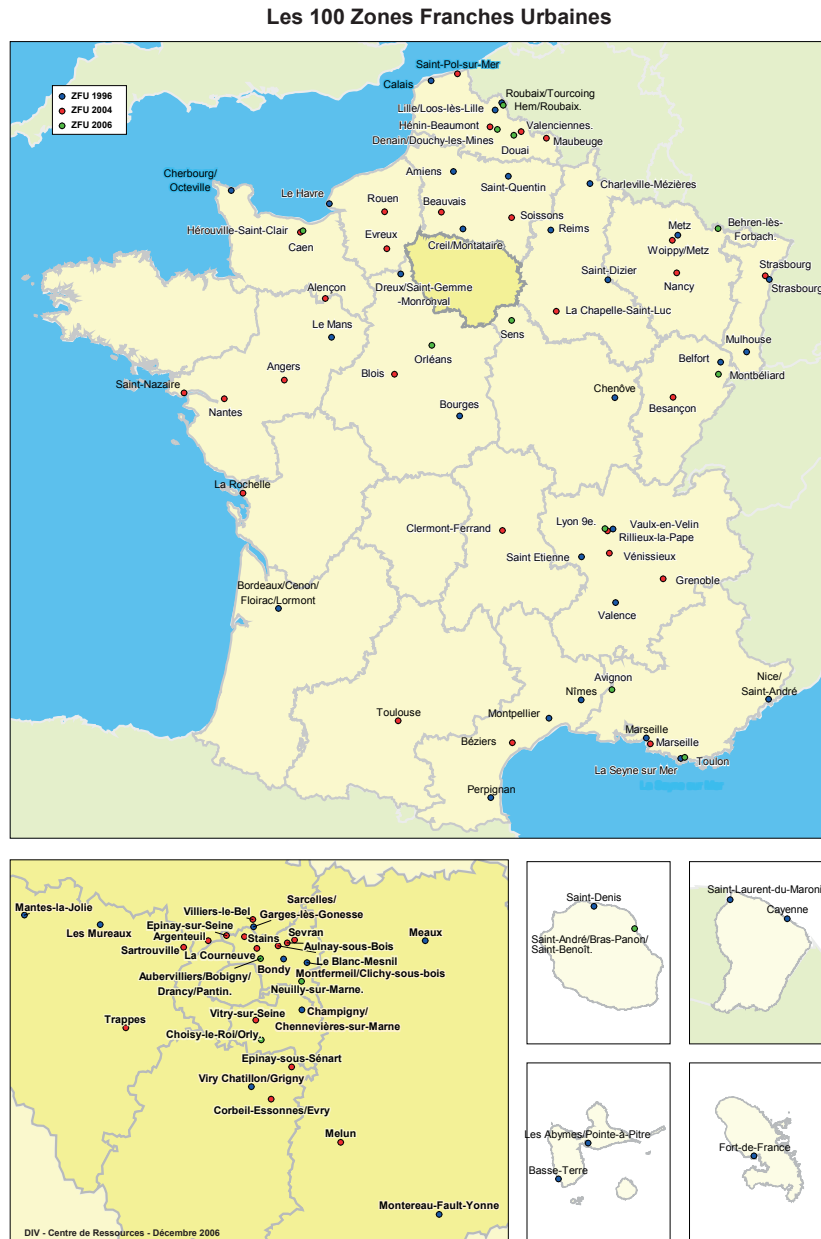 Les 100 Zones Franches Urbaines
ZFU 1996
ZFU 2004
ZFU 2006
Saint-Pol-sur-Mer
Calais
Roubaix/Tourcoing
Hem/Roubaix.
Lille/Loos-lès-Lille
Hénin-Beaumont
Valenciennes.
Denain/Douchy-les-Mines
Douai
Maubeuge
Cherbourg/
Octeville
Le Havre
Amiens
Saint-Quentin
Charleville-Mézières
Rouen
Beauvais
Soissons
Hérouville-Saint-Clair
Caen
Evreux
Creil/Montataire
Reims
Metz
Woippy/Metz
Behren-lès-
Forbach.
Strasbourg
Strasbourg
Nancy
Saint-Dizier
Alençon
Dreux/Saint-Gemme
-Monronval
La Chapelle-Saint-Luc
Le Mans
Sens
Orléans
Mulhouse
Belfort
Montbéliard
Angers
Blois
Saint-Nazaire
Nantes
Bourges
Chenôve
Besançon
La Rochelle
Clermont-Ferrand
Lyon 9e.
Vaulx-en-Velin
Rillieux-la-Pape
Saint Etienne
Vénissieux
Grenoble
Bordeaux/Cenon/
Floirac/Lormont
Valence
Avignon
Nîmes
Nice/
Saint-André
Toulouse
Montpellier
Béziers
Marseille
Marseille
La Seyne sur Mer
Toulon
La Seyne sur Mer
Perpignan
Mantes-la-Jolie
Les Mureaux
Sarcelles/
Villiers-le-Bel
Garges-lès-Gonesse
Epinay-sur-Seine
Argenteuil
Stains
Sevran
Meaux
Sartrouville
Aulnay-sous-Bois
La Courneuve
Le Blanc-Mesnil
Bondy
Aubervilliers/Bobigny/
Drancy/Pantin.
Montfermeil/Clichy-sous-bois
Neuilly-sur-Marne.
Trappes
Vitry-sur-Seine
Champigny/
Chennevières-sur-Marne
Choisy-le-Roi/Orly.
Epinay-sous-Sénart
Viry Chatillon/Grigny
Corbeil-Essonnes/Evry
Melun
Montereau-Fault-Yonne
DIV - Centre de Ressources - Décembre 2006
Saint-Denis
Saint-André/Bras-Panon/
Saint-Benoît.
Saint-Laurent-du-Maroni
Cayenne
Les Abymes/Pointe-à-Pitre
Basse-Terre
Fort-de-France